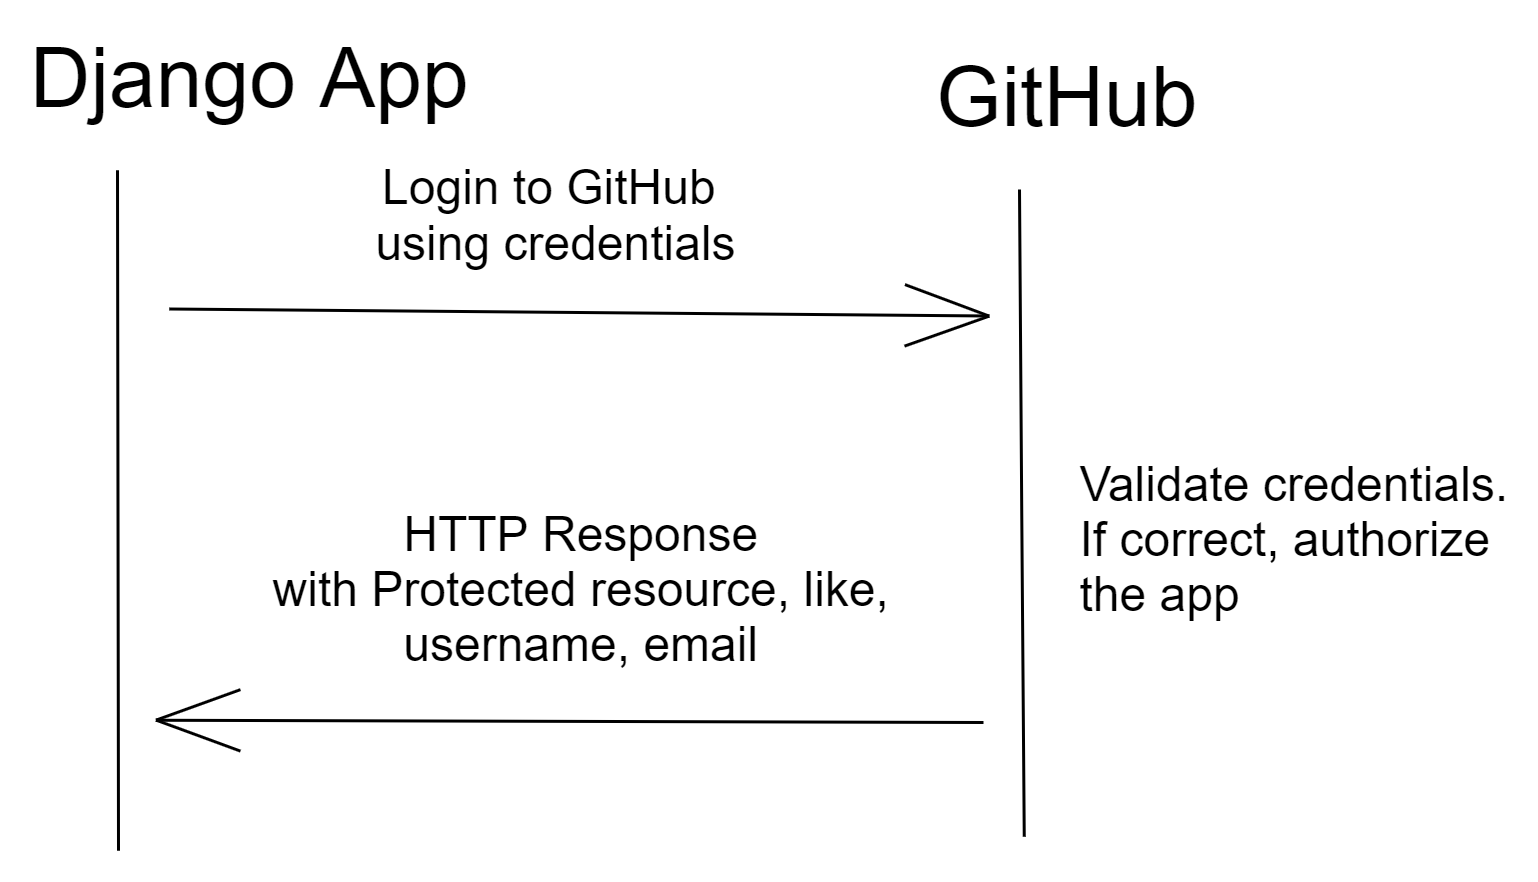 Django App
GitHub
Login to GitHub
using credentials
Validate credentials.
If correct, authorize
the app
HTTP Response
with Protected resource, like,
username, email